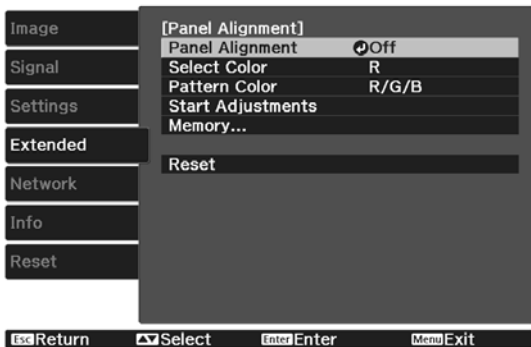 Image
Signal
Settings
Extended
Network
Info
Reset
[Panel Alignment]
Panel Alignment Off
Select Color R
Pattern Color R/G/B
Start Adjustments
Memory...
Reset
Esc Return Select Enter Enter Menu Exit